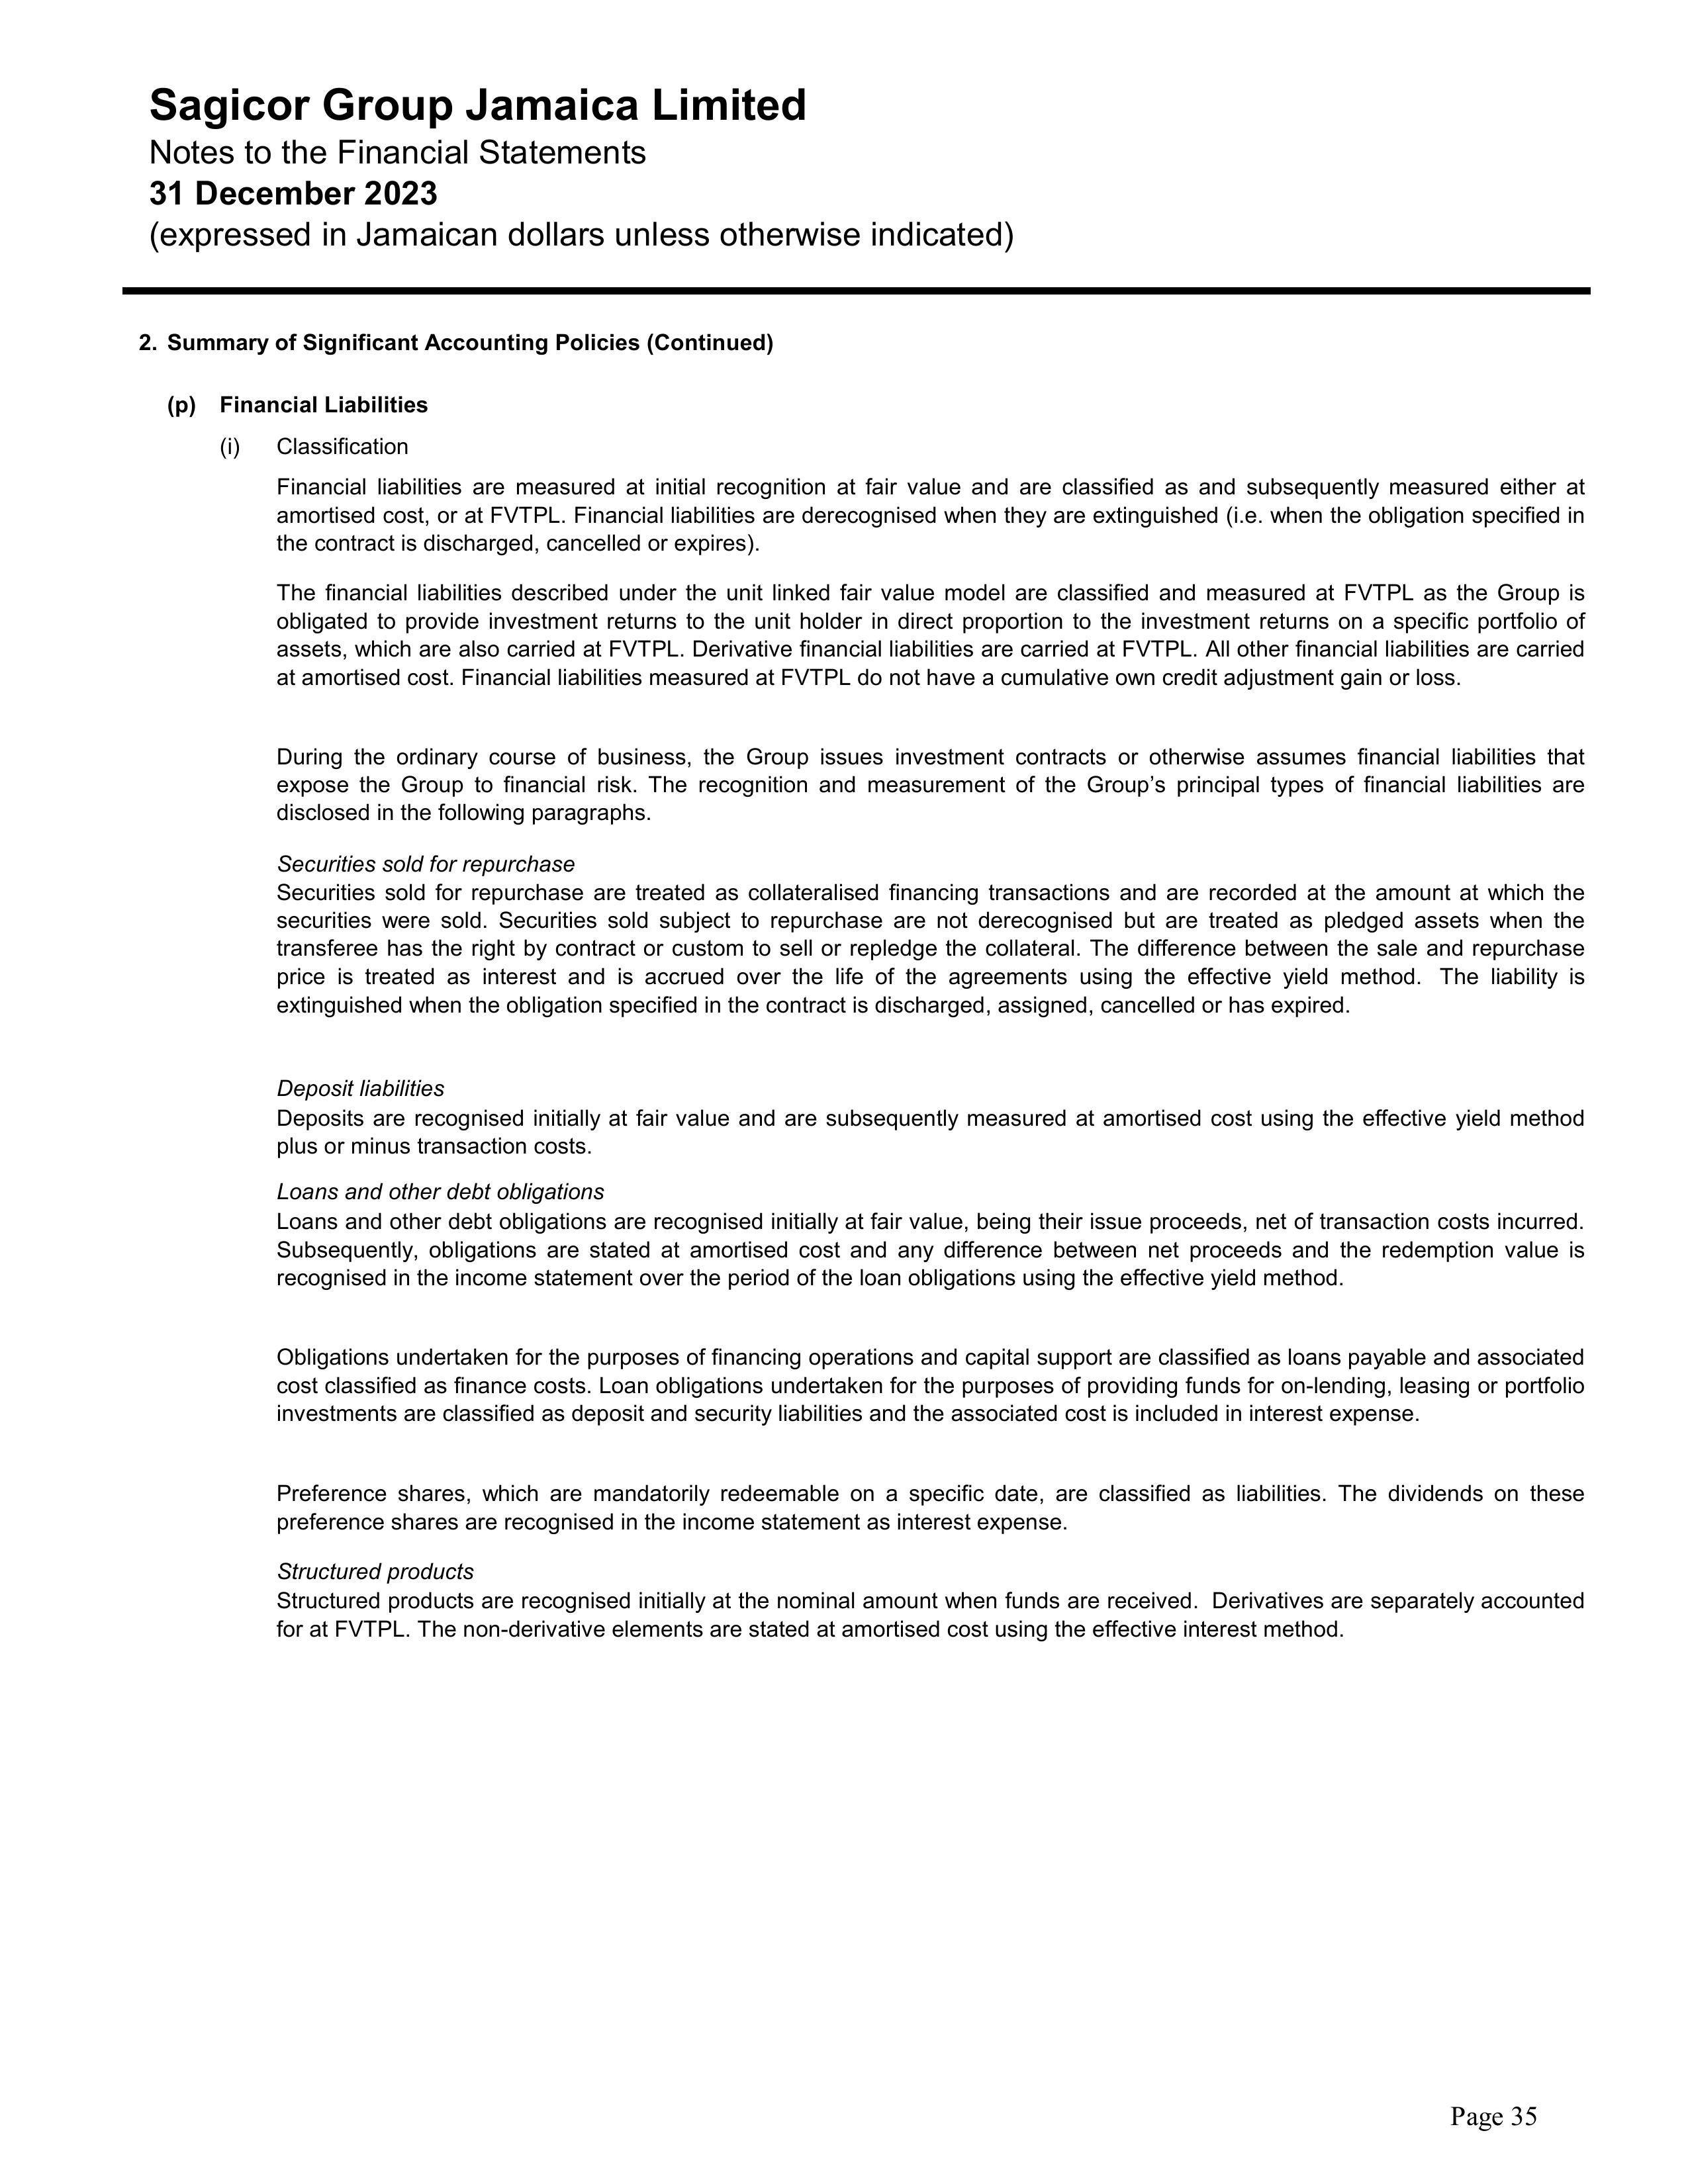 Sagicor Group Jamaica Limited
Notes to the Financial Statements
31 December 2023
(expressed in Jamaican dollars unless otherwise indicated)
2. Summary of Significant Accounting Policies (Continued)
(p) Financial Liabilities
(i) Classification
Financial liabilities are measured at initial recognition at fair value and are classified as and subsequently measured either at
amortised cost, or at FVTPL. Financial liabilities are derecognised when they are extinguished (i.e. when the obligation specified in
the contract is discharged, cancelled or expires).
The financial liabilities described under the unit linked fair value model are classified and measured at FVTPL as the Group is
obligated to provide investment returns to the unit holder in direct proportion to the investment returns on a specific portfolio of
assets, which are also carried at FVTPL. Derivative financial liabilities are carried at FVTPL. All other financial liabilities are carried
at amortised cost. Financial liabilities measured at FVTPL do not have a cumulative own credit adjustment gain or loss.
During the ordinary course of business, the Group issues investment contracts or otherwise assumes financial liabilities that
expose the Group to financial risk. The recognition and measurement of the Group’s principal types of financial liabilities are
disclosed in the following paragraphs.
Securities sold for repurchase
Securities sold for repurchase are treated as collateralised financing transactions and are recorded at the amount at which the
securities were sold. Securities sold subject to repurchase are not derecognised but are treated as pledged assets when the
transferee has the right by contract or custom to sell or repledge the collateral. The difference between the sale and repurchase
price is treated as interest and is accrued over the life of the agreements using the effective yield method. The liability is
extinguished when the obligation specified in the contract is discharged, assigned, cancelled or has expired.
Deposit liabilities
Deposits are recognised initially at fair value and are subsequently measured at amortised cost using the effective yield method
plus or minus transaction costs.
Loans and other debt obligations
Loans and other debt obligations are recognised initially at fair value, being their issue proceeds, net of transaction costs incurred.
Subsequently, obligations are stated at amortised cost and any difference between net proceeds and the redemption value is
recognised in the income statement over the period of the loan obligations using the effective yield method.
Obligations undertaken for the purposes of financing operations and capital support are classified as loans payable and associated
cost classified as finance costs. Loan obligations undertaken for the purposes of providing funds for on-lending, leasing or portfolio
investments are classified as deposit and security liabilities and the associated cost is included in interest expense.
Preference shares, which are mandatorily redeemable on a specific date, are classified as liabilities. The dividends on these
preference shares are recognised in the income statement as interest expense.
Structured products
Structured products are recognised initially at the nominal amount when funds are received. Derivatives are separately accounted
for at FVTPL. The non-derivative elements are stated at amortised cost using the effective interest method.
Page 35